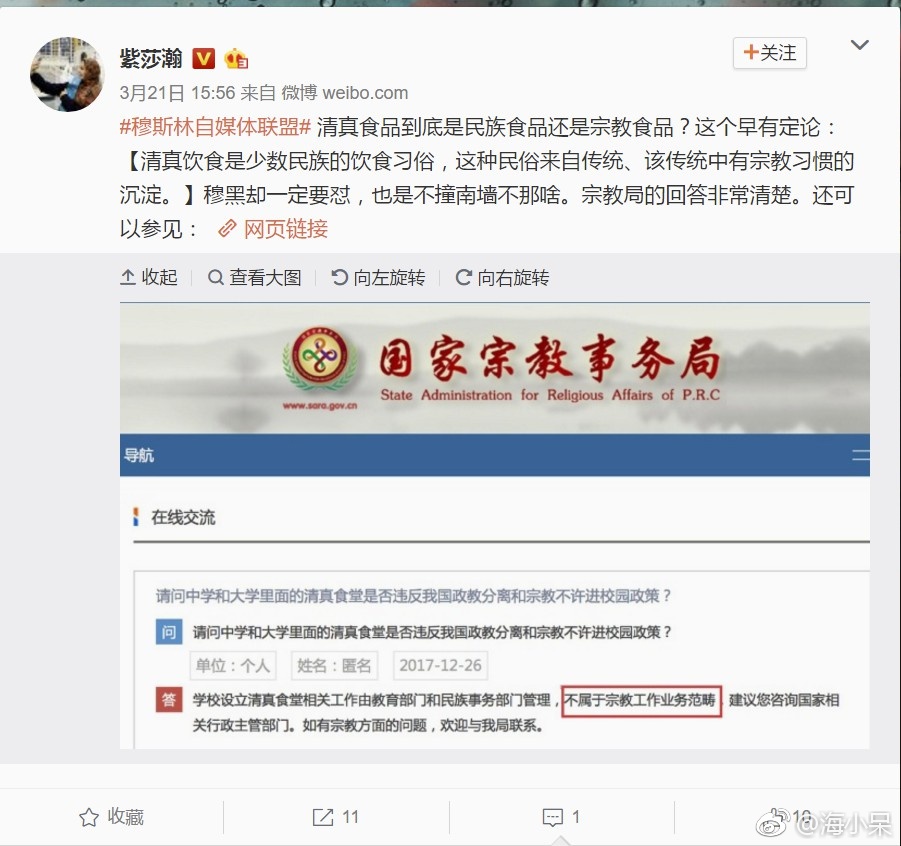 紫莎瀚
+关注
3月21日 15:56 来自 微博 weibo.com
#穆斯林自媒体联盟# 清真食品到底是民族食品还是宗教食品？这个早有定论：
【清真饮食是少数民族的饮食习俗，这种民俗来自传统、该传统中有宗教习惯的
沉淀。】穆黑却一定要怼，也是不撞南墙不那啥。宗教局的回答非常清楚。还可
以参见： 网页链接
收起 查看大图 向左旋转 向右旋转
国家宗教事务局
www.sara.gov.cn State Administration for Religious Affairs of P.R.C
导航
在线交流
请问中学和大学里面的清真食堂是否违反我国政教分离和宗教不许进校园政策？
问 请问中学和大学里面的清真食堂是否违反我国政教分离和宗教不许进校园政策？
单位：个人 姓名：匿名 2017-12-26
答 学校设立清真食堂相关工作由教育部门和民族事务部门管理，不属于宗教工作业务范畴，建议您咨询国家相
关行政主管部门。如有宗教方面的问题，欢迎与我局联系。
收藏 11 1
@海小呆